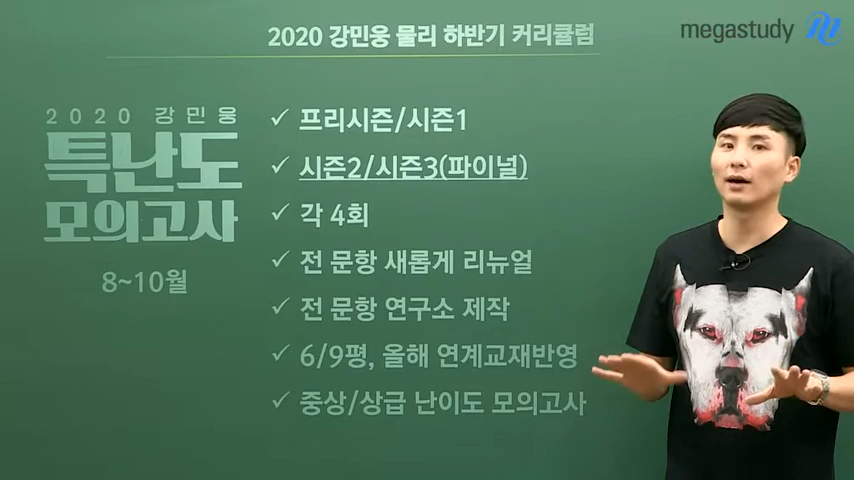 megastudy
2020 강민웅 물리 하반기 커리큘럼
2020 강민웅
특난도
모의고사
8~10월
✓ 프리시즌/시즌1
✓ 시즌2/시즌3(파이널)
✓ 각 4회
✓ 전 문항 새롭게 리뉴얼
✓ 전 문항 연구소 제작
✓ 6/9평, 올해 연계교재반영
✓ 중상/상급 난이도 모의고사